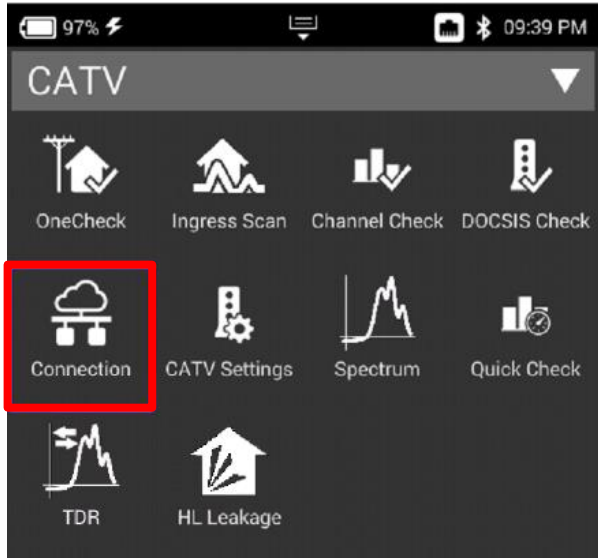 97% 09:39 PM
CATV
OneCheck Ingress Scan Channel Check DOCSIS Check
Connection CATV Settings Spectrum Quick Check
TDR HL Leakage